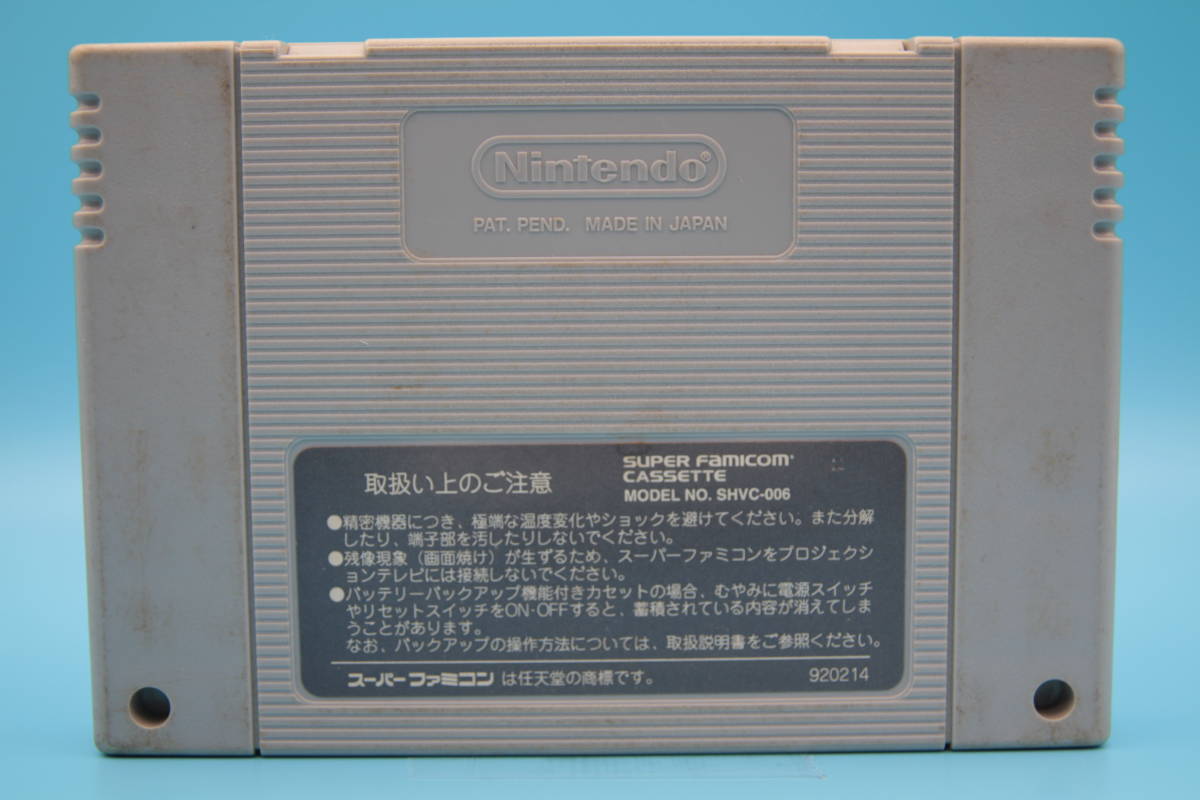 Nintendo®
PAT. PEND. MADE IN JAPAN
取扱い上のご注意
SUPER FAMICOM
CASSETTE
MODEL NO. SHVC-006
●精密機器につき、極端な温度変化やショックを避けてください。また分解
したり、端子部を汚したりしないでください。
●残像現象（画面焼け）が生ずるため、スーパーファミコンをプロジェクシ
ョンテレビには接続しないでください。
●バッテリーバックアップ機能付きカセットの場合、むやみに電源スイッチ
やリセットスイッチをON・OFFすると、蓄積されている内容が消えてしま
うことがあります。
なお、バックアップの操作方法については、取扱説明書をご参照ください。
スーパーファミコン は任天堂の商標です。 920214